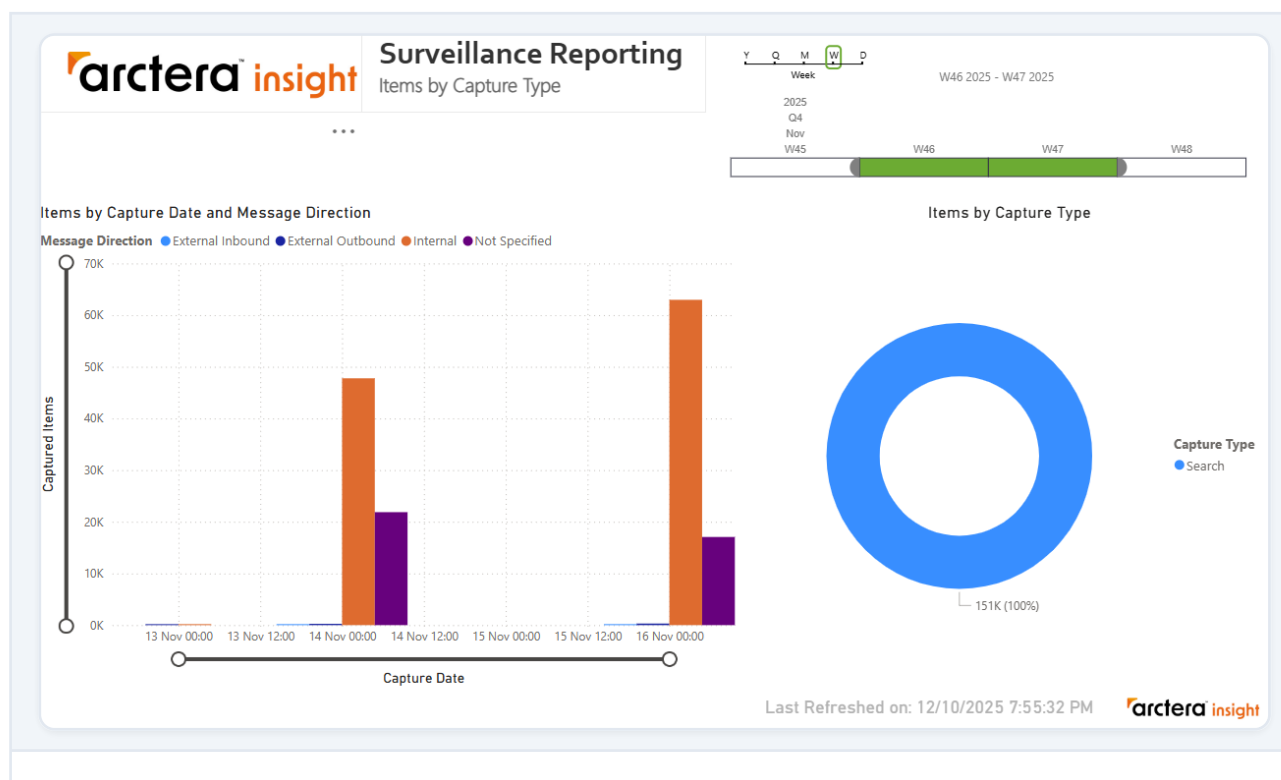 arctera™ insight
Surveillance Reporting
Items by Capture Type
Y Q M W D
Week
W46 2025 - W47 2025
2025
Q4
Nov
W45 W46 W47 W48
Items by Capture Date and Message Direction
Message Direction External Inbound External Outbound Internal Not Specified
70K
60K
50K
40K
30K
20K
10K
0K
Captured Items
13 Nov 00:00 13 Nov 12:00 14 Nov 00:00 14 Nov 12:00 15 Nov 00:00 15 Nov 12:00 16 Nov 00:00
Capture Date
Items by Capture Type
Capture Type
Search
151K (100%)
Last Refreshed on: 12/10/2025 7:55:32 PM
arctera insight